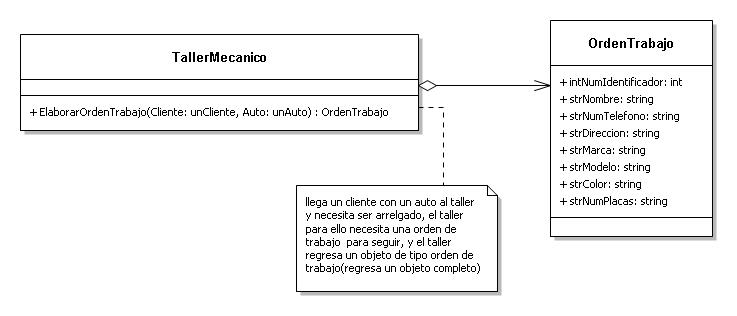 TallerMecanico
+ ElaborarOrdenTrabajo(Cliente: unCliente, Auto: unAuto) : OrdenTrabajo
OrdenTrabajo
+ intNumIdentificador: int
+ strNombre: string
+ strNumTelefono: string
+ strDireccion: string
+ strMarca: string
+ strModelo: string
+ strColor: string
+ strNumPlacas: string
llega un cliente con un auto al taller
y necesita ser arrelgado, el taller
para ello necesita una orden de
trabajo para seguir, y el taller
regresa un objeto de tipo orden de
trabajo(regresa un objeto completo)